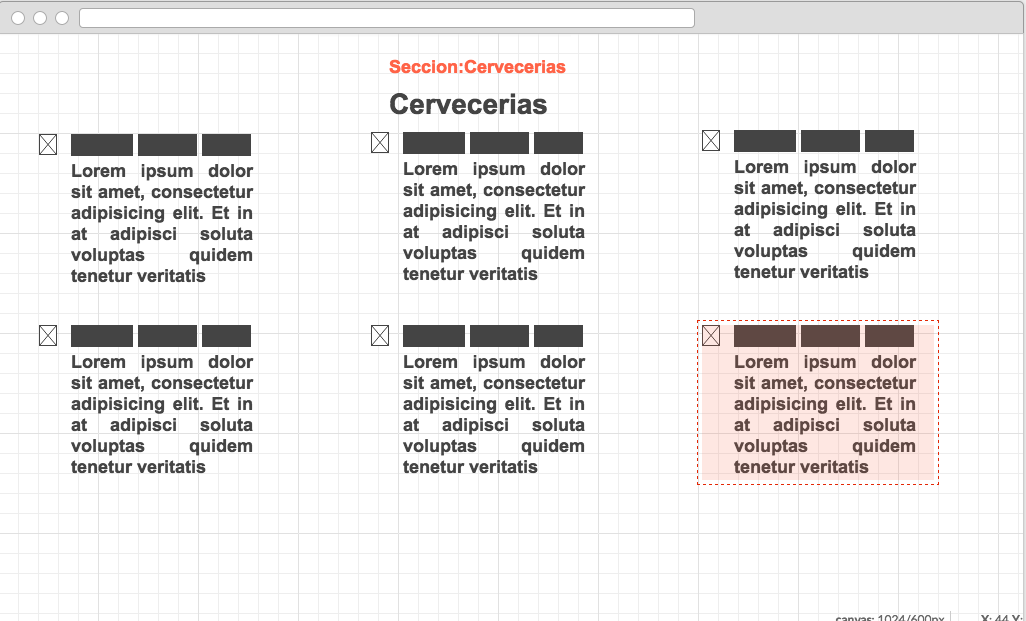 Seccion:Cervecerias
Cervecerias
Lorem ipsum dolor
sit amet, consectetur
adipisicing elit. Et in
at adipisci soluta
voluptas quidem
tenetur veritatis
Lorem ipsum dolor
sit amet, consectetur
adipisicing elit. Et in
at adipisci soluta
voluptas quidem
tenetur veritatis
Lorem ipsum dolor
sit amet, consectetur
adipisicing elit. Et in
at adipisci soluta
voluptas quidem
tenetur veritatis
Lorem ipsum dolor
sit amet, consectetur
adipisicing elit. Et in
at adipisci soluta
voluptas quidem
tenetur veritatis
Lorem ipsum dolor
sit amet, consectetur
adipisicing elit. Et in
at adipisci soluta
voluptas quidem
tenetur veritatis
Lorem ipsum dolor
sit amet, consectetur
adipisicing elit. Et in
at adipisci soluta
voluptas quidem
tenetur veritatis
canvas: 1024/600px X: 44 Y: